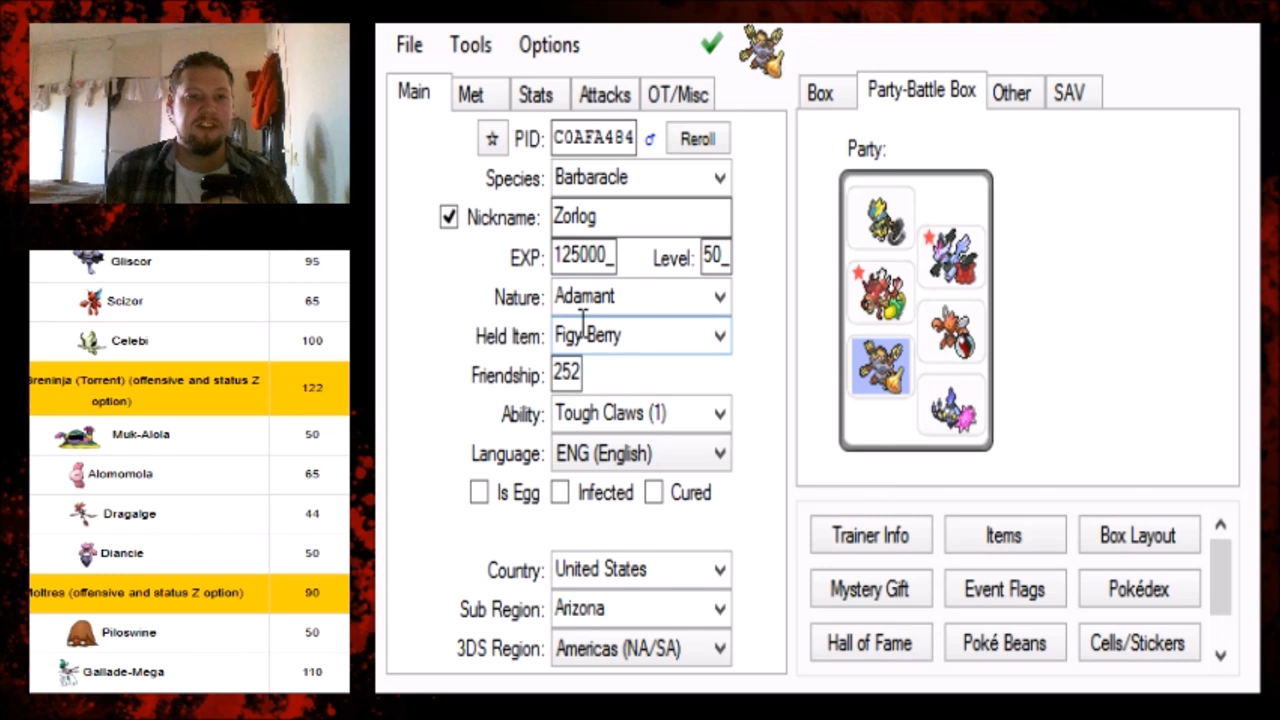 Gliscor 95
Scizor 65
Celebi 100
Greninja (Torrent) (offensive and status Z
option) 122
Muk-Alola 50
Alomomola 65
Dragalge 44
Diancie 50
Moltres (offensive and status Z option) 90
Piloswine 50
Gallade-Mega 110
File Tools Options
Main Met Stats Attacks OT/Misc
PID: C0AFA484 ♂ Reroll
Species: Barbaracle
Nickname: Zorlog
EXP: 125000_ Level: 50_
Nature: Adamant
Held Item: Figy Berry
Friendship: 252
Ability: Tough Claws (1)
Language: ENG (English)
Is Egg Infected Cured
Country: United States
Sub Region: Arizona
3DS Region: Americas (NA/SA)
Box Party-Battle Box Other SAV
Party:
Trainer Info Items Box Layout
Mystery Gift Event Flags Pokédex
Hall of Fame Poké Beans Cells/Stickers